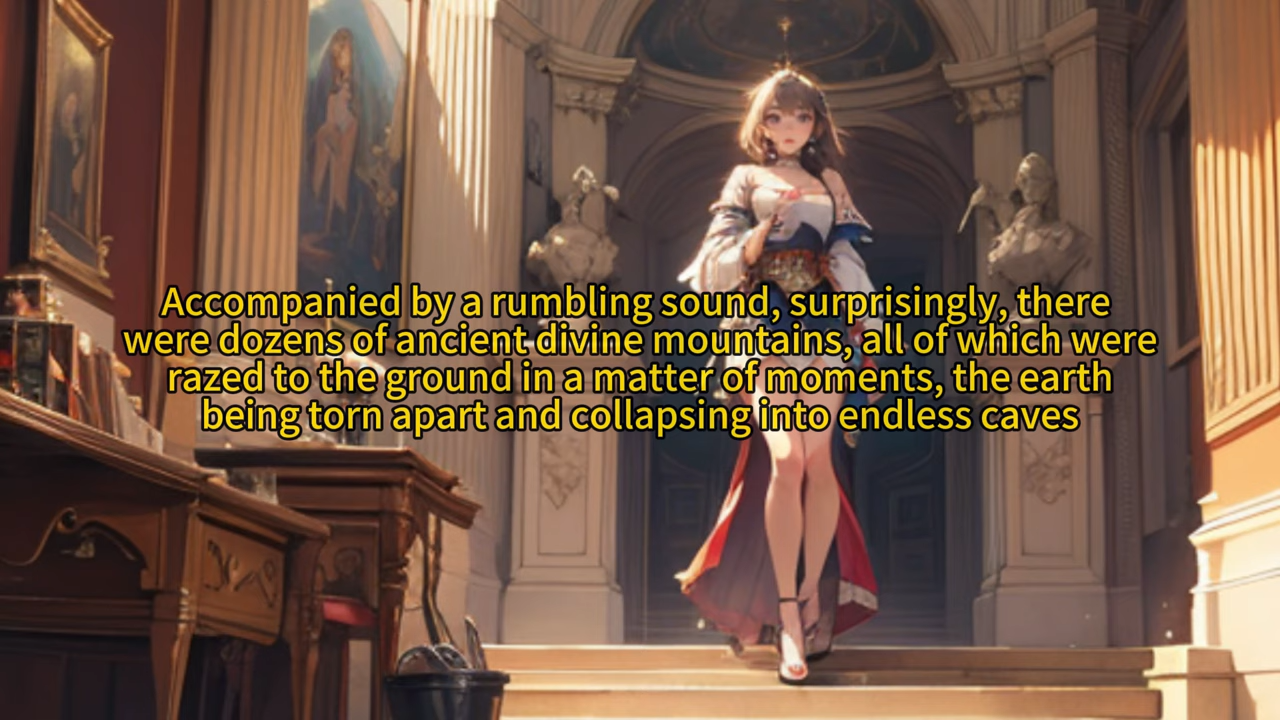 Accompanied by a rumbling sound, surprisingly, there
were dozens of ancient divine mountains, all of which were
razed to the ground in a matter of moments, the earth
being torn apart and collapsing into endless caves